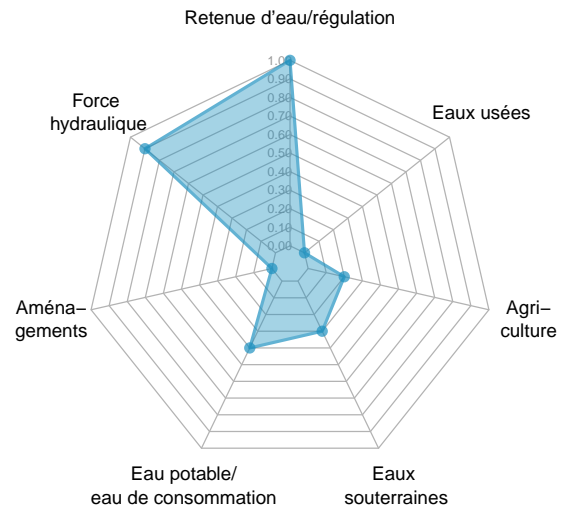 Retenue d'eau/régulation
1.00
0.90
0.80
0.70
0.60
0.50
0.40
0.30
0.20
0.10
0.00
Force
hydraulique
Eaux usées
Aména−
gements
Agri−
culture
Eau potable/
eau de consommation
Eaux
souterraines